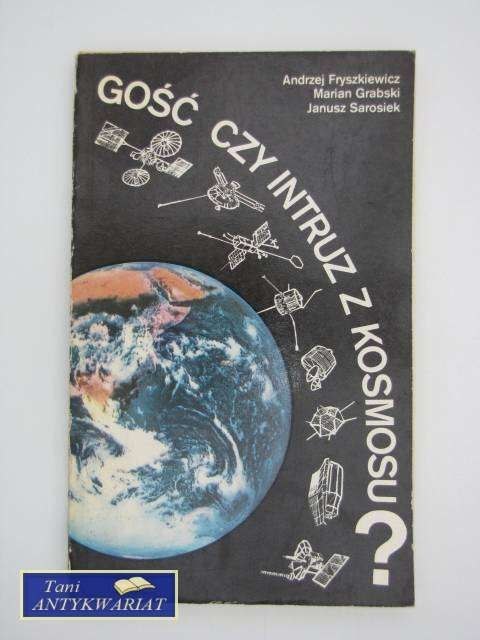 Andrzej Fryszkiewicz
Marian Grabski
Janusz Sarosiek
GOŚĆ CZY INTRUZ Z KOSMOSU?
Tani
ANTYKWARIAT